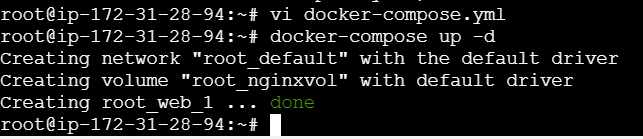 root@ip-172-31-28-94:~# vi docker-compose.yml
root@ip-172-31-28-94:~# docker-compose up -d
Creating network "root_default" with the default driver
Creating volume "root_nginxvol" with default driver
Creating root_web_1 ... done
root@ip-172-31-28-94:~#